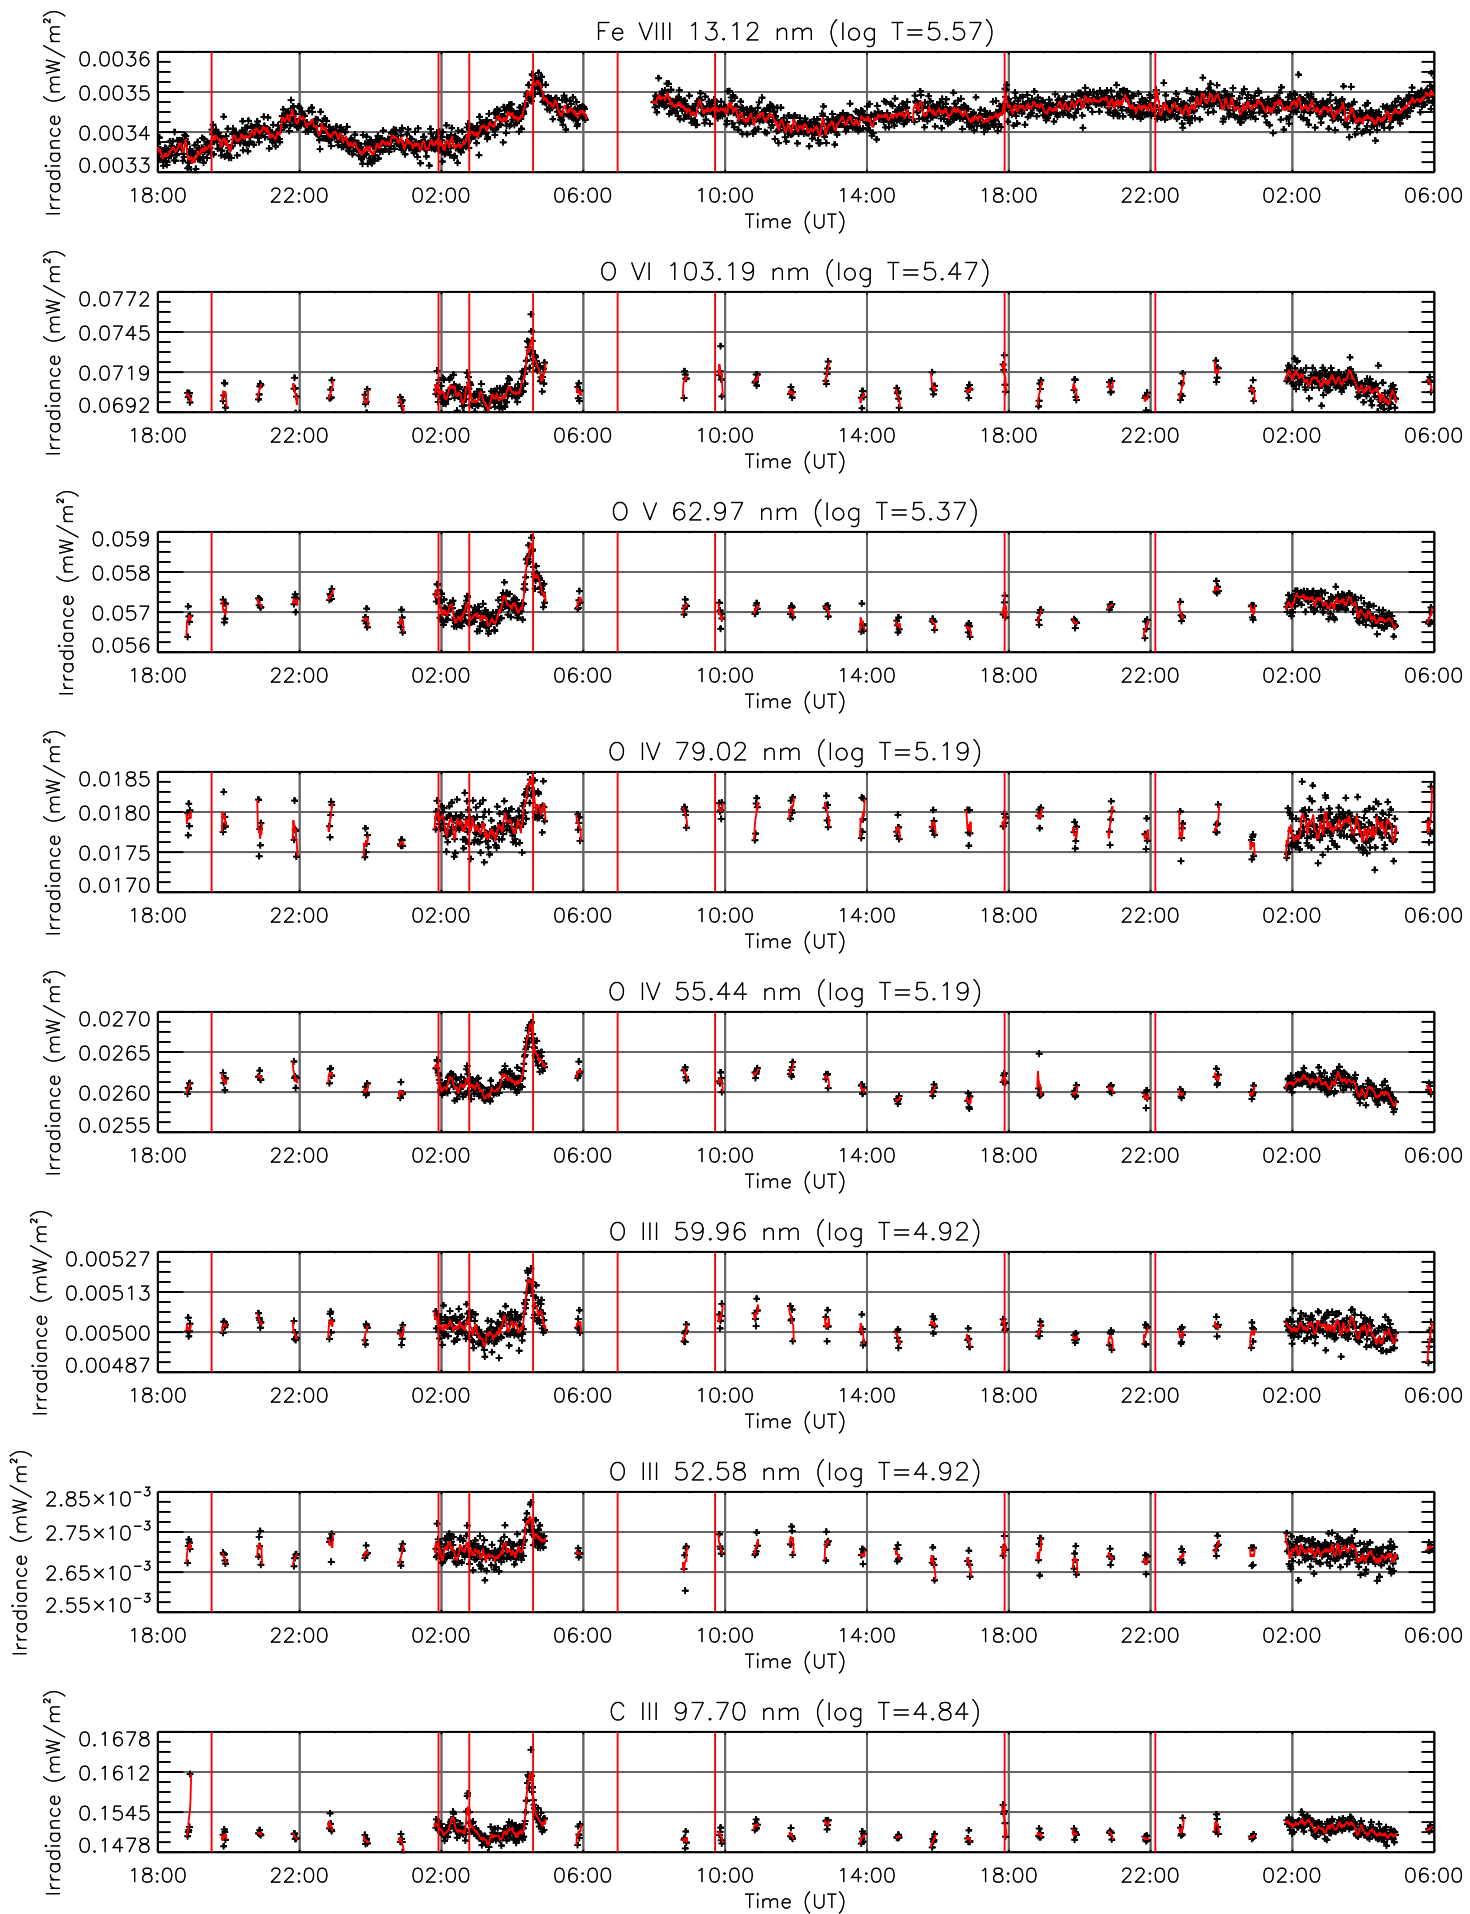 Fe VIII 13.12 nm (log T=5.57)
Irradiance (mW/m²)
0.0036
0.0035
0.0034
0.0033
18:00 22:00 02:00 06:00 10:00 14:00 18:00 22:00 02:00 06:00
Time (UT)
O VI 103.19 nm (log T=5.47)
Irradiance (mW/m²)
0.0772
0.0745
0.0719
0.0692
18:00 22:00 02:00 06:00 10:00 14:00 18:00 22:00 02:00 06:00
Time (UT)
O V 62.97 nm (log T=5.37)
Irradiance (mW/m²)
0.059
0.058
0.057
0.056
18:00 22:00 02:00 06:00 10:00 14:00 18:00 22:00 02:00 06:00
Time (UT)
O IV 79.02 nm (log T=5.19)
Irradiance (mW/m²)
0.0185
0.0180
0.0175
0.0170
18:00 22:00 02:00 06:00 10:00 14:00 18:00 22:00 02:00 06:00
Time (UT)
O IV 55.44 nm (log T=5.19)
Irradiance (mW/m²)
0.0270
0.0265
0.0260
0.0255
18:00 22:00 02:00 06:00 10:00 14:00 18:00 22:00 02:00 06:00
Time (UT)
O III 59.96 nm (log T=4.92)
Irradiance (mW/m²)
0.00527
0.00513
0.00500
0.00487
18:00 22:00 02:00 06:00 10:00 14:00 18:00 22:00 02:00 06:00
Time (UT)
O III 52.58 nm (log T=4.92)
Irradiance (mW/m²)
2.85×10⁻³
2.75×10⁻³
2.65×10⁻³
2.55×10⁻³
18:00 22:00 02:00 06:00 10:00 14:00 18:00 22:00 02:00 06:00
Time (UT)
C III 97.70 nm (log T=4.84)
Irradiance (mW/m²)
0.1678
0.1612
0.1545
0.1478
18:00 22:00 02:00 06:00 10:00 14:00 18:00 22:00 02:00 06:00
Time (UT)